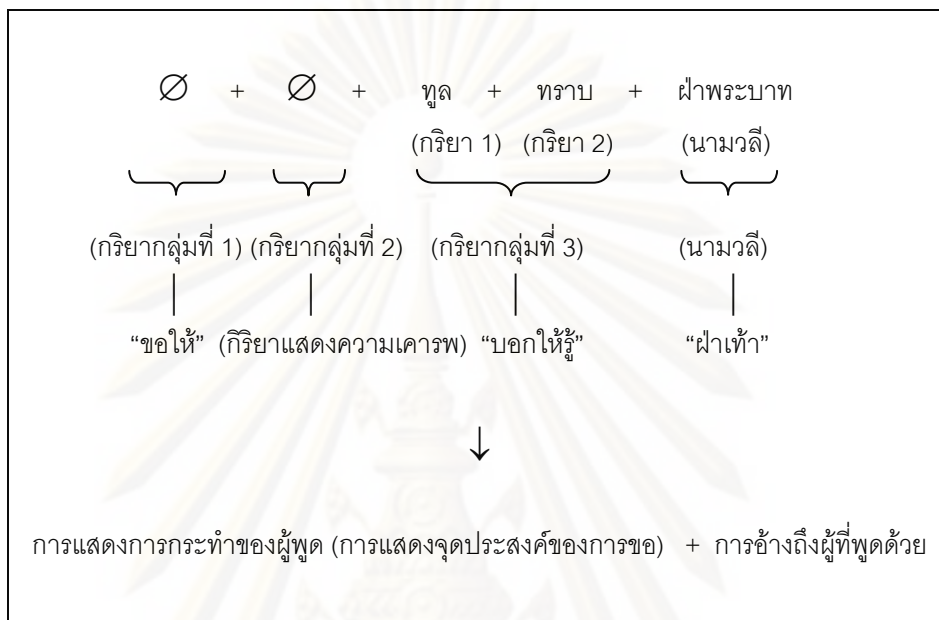 ∅ + ∅ + ทูล + ทราบ + ฝ่าพระบาท
(กริยา 1) (กริยา 2) (นามวลี)
(กริยากลุ่มที่ 1) (กริยากลุ่มที่ 2) (กริยากลุ่มที่ 3) (นามวลี)
“ขอให้” (กิริยาแสดงความเคารพ) “บอกให้รู้” “ฝ่าเท้า”
↓
การแสดงการกระทำของผู้พูด (การแสดงจุดประสงค์ของการขอ) + การอ้างถึงผู้ที่พูดด้วย